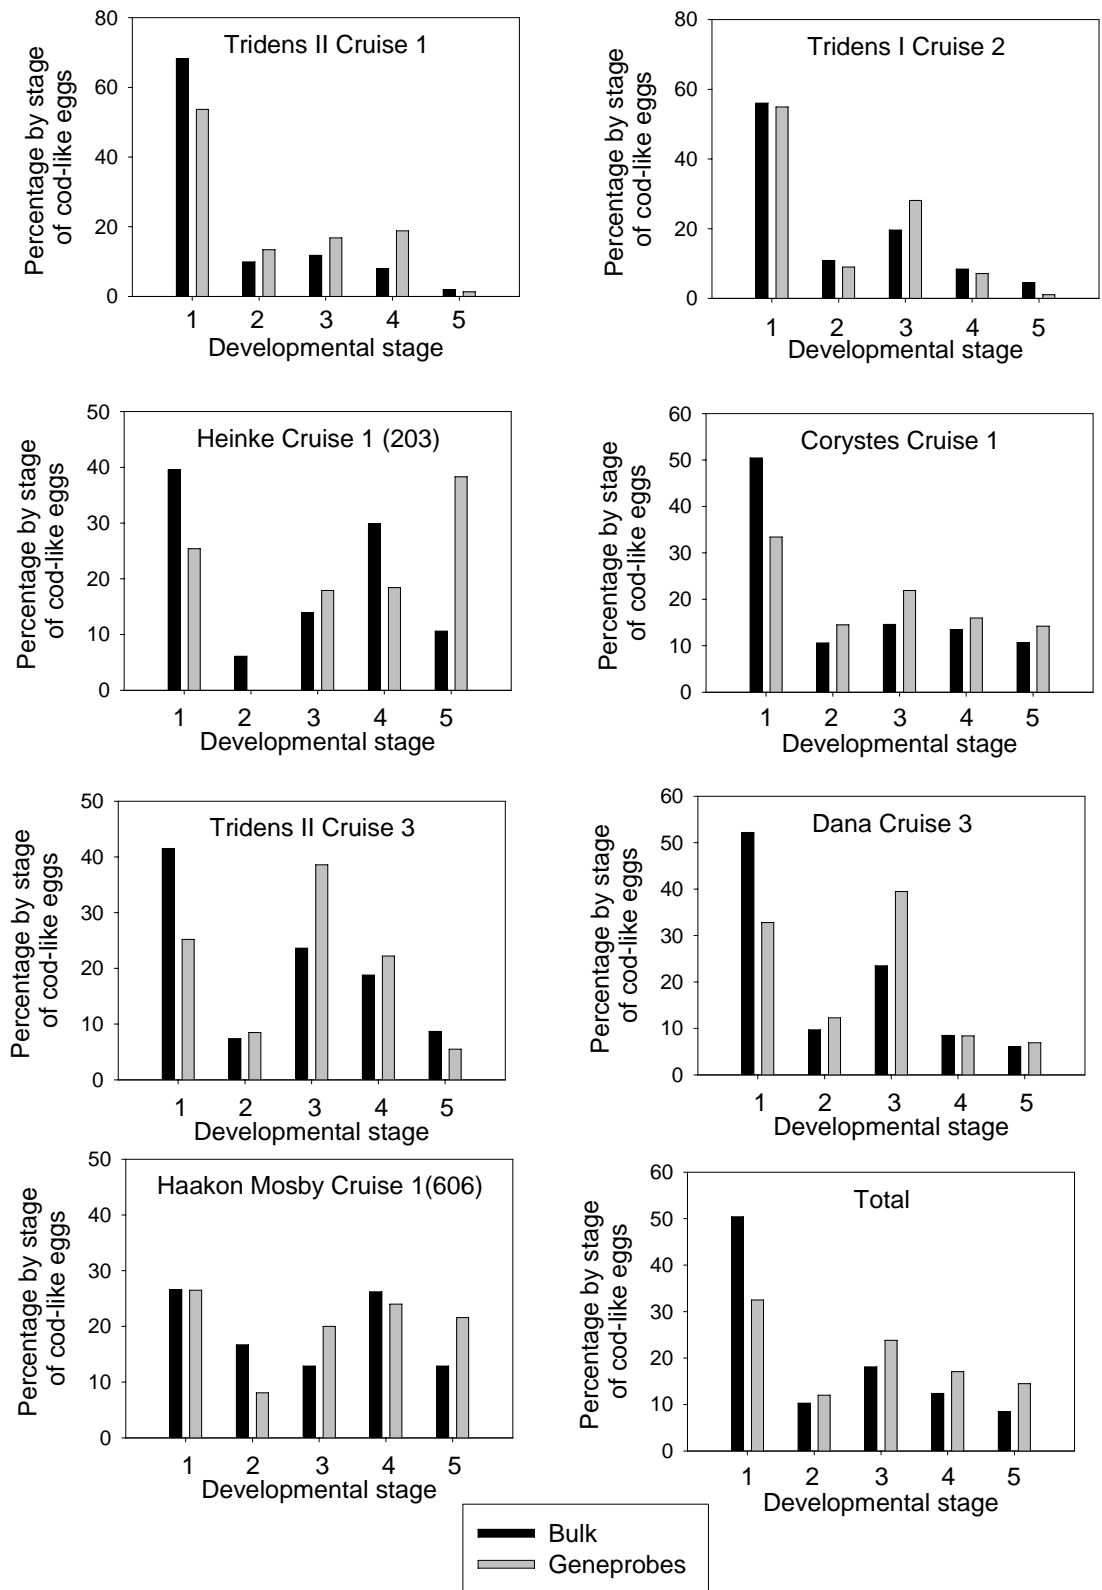 Tridens II Cruise 1
Percentage by stage
of cod-like eggs
80
60
40
20
0
1 2 3 4 5
Developmental stage
Tridens I Cruise 2
Percentage by stage
of cod-like eggs
80
60
40
20
0
1 2 3 4 5
Developmental stage
Heinke Cruise 1 (203)
Percentage by stage
of cod-like eggs
50
40
30
20
10
0
1 2 3 4 5
Developmental stage
Corystes Cruise 1
Percentage by stage
of cod-like eggs
60
50
40
30
20
10
0
1 2 3 4 5
Developmental stage
Tridens II Cruise 3
Percentage by stage
of cod-like eggs
50
40
30
20
10
0
1 2 3 4 5
Developmental stage
Dana Cruise 3
Percentage by stage
of cod-like eggs
60
50
40
30
20
10
0
1 2 3 4 5
Developmental stage
Haakon Mosby Cruise 1(606)
Percentage by stage
of cod-like eggs
50
40
30
20
10
0
1 2 3 4 5
Developmental stage
Total
Percentage by stage
of cod-like eggs
60
50
40
30
20
10
0
1 2 3 4 5
Developmental stage
Bulk
Geneprobes